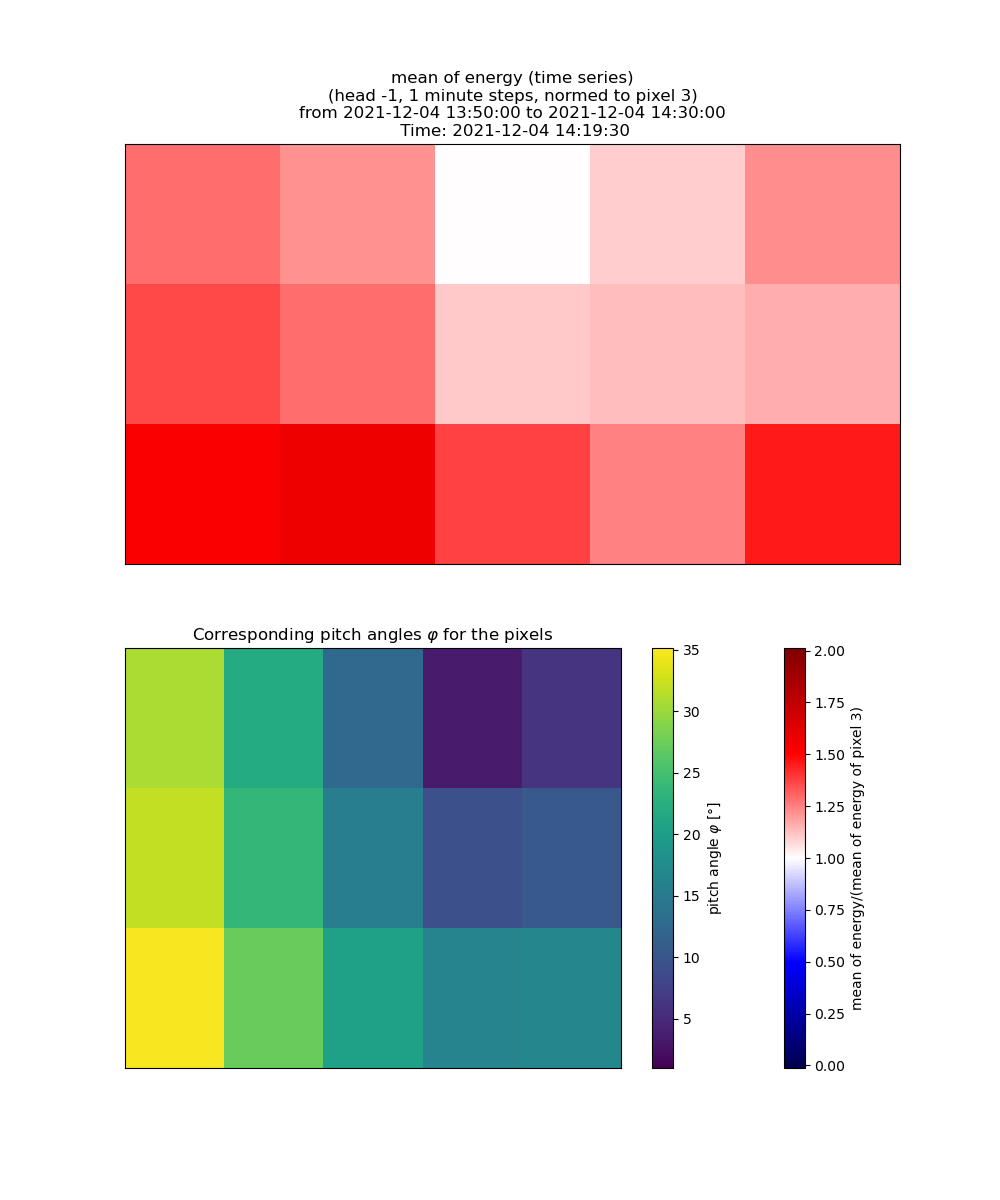 mean of energy (time series)
(head -1, 1 minute steps, normed to pixel 3)
from 2021-12-04 13:50:00 to 2021-12-04 14:30:00
Time: 2021-12-04 14:19:30
Corresponding pitch angles φ for the pixels
35
30
25
20
15
10
5
pitch angle φ [°]
2.00
1.75
1.50
1.25
1.00
0.75
0.50
0.25
0.00
mean of energy/(mean of energy of pixel 3)